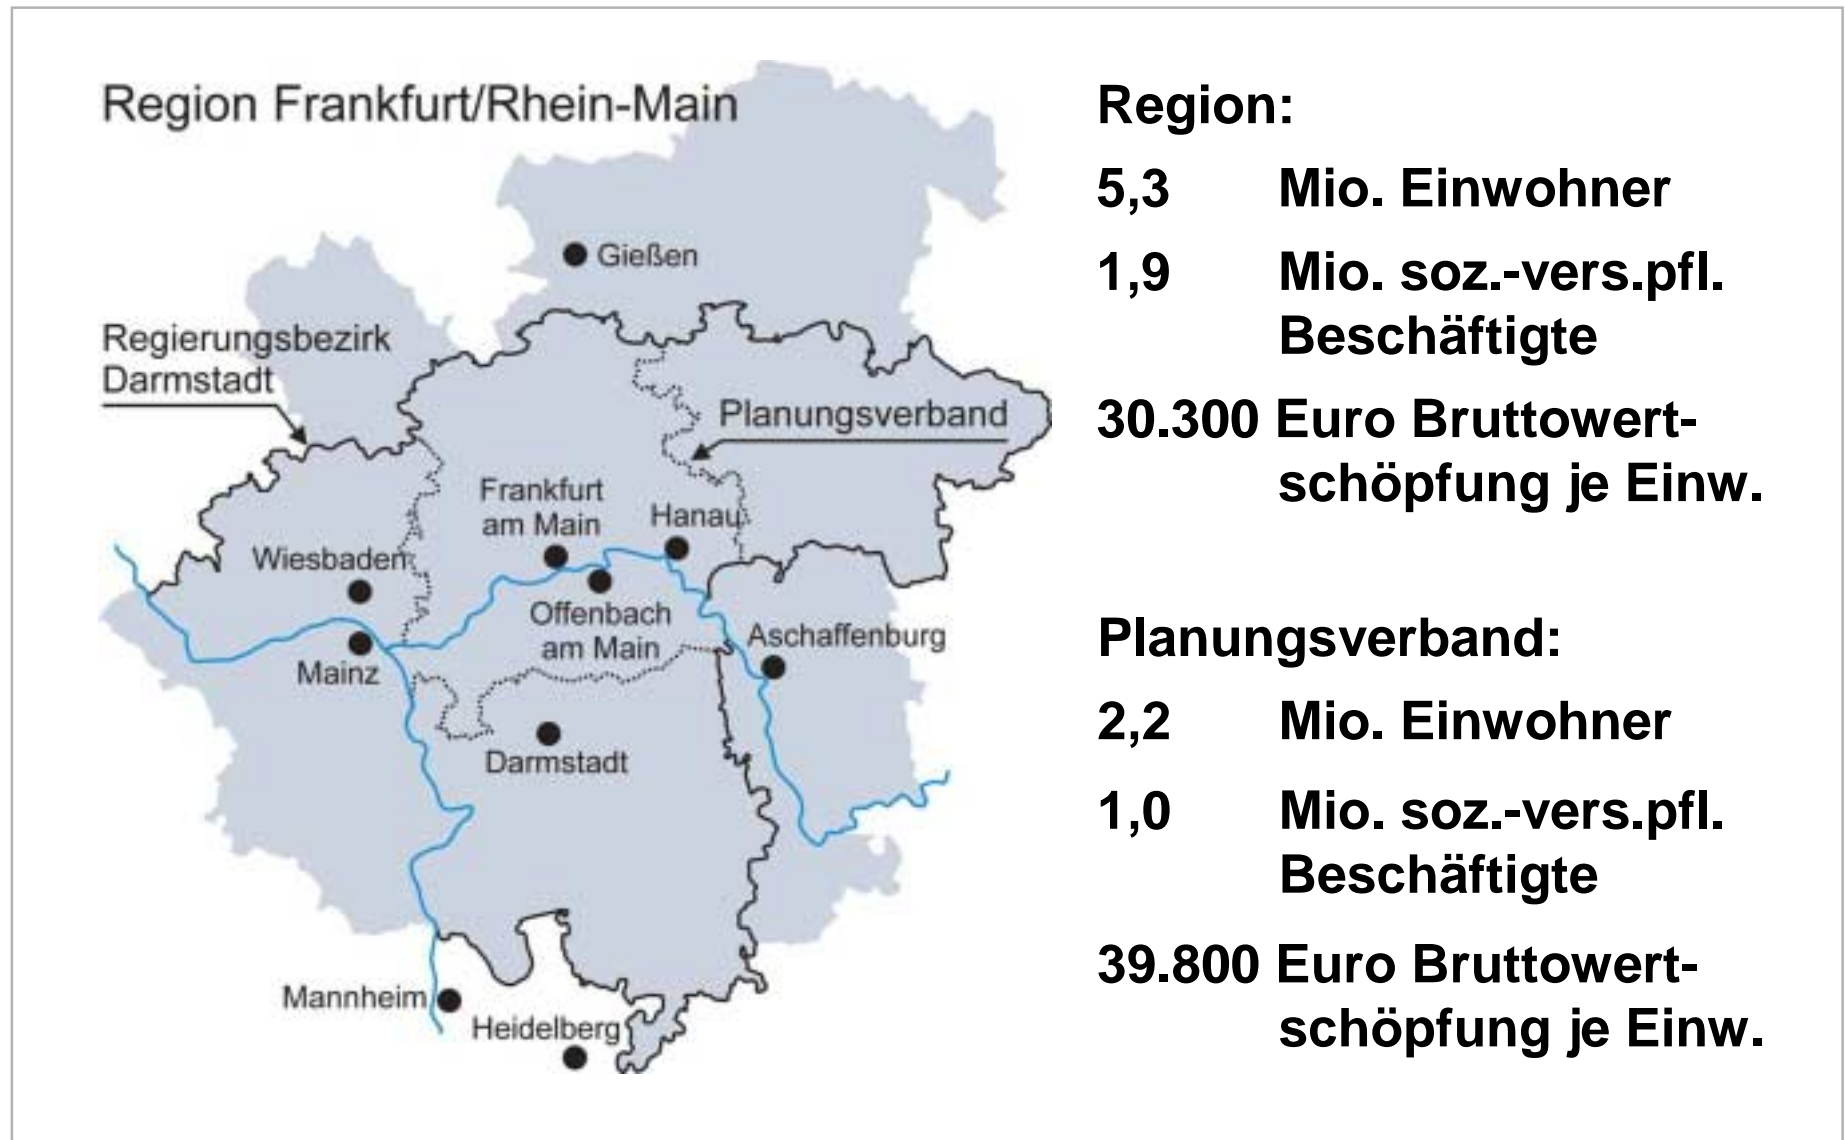 Region Frankfurt/Rhein-Main
Gießen
Regierungsbezirk
Darmstadt
Planungsverband
Frankfurt
am Main
Hanau
Wiesbaden
Offenbach
am Main
Aschaffenburg
Mainz
Darmstadt
Mannheim
Heidelberg
Region:
5,3 Mio. Einwohner
1,9 Mio. soz.-vers.pfl.
Beschäftigte
30.300 Euro Bruttowert-
schöpfung je Einw.
Planungsverband:
2,2 Mio. Einwohner
1,0 Mio. soz.-vers.pfl.
Beschäftigte
39.800 Euro Bruttowert-
schöpfung je Einw.